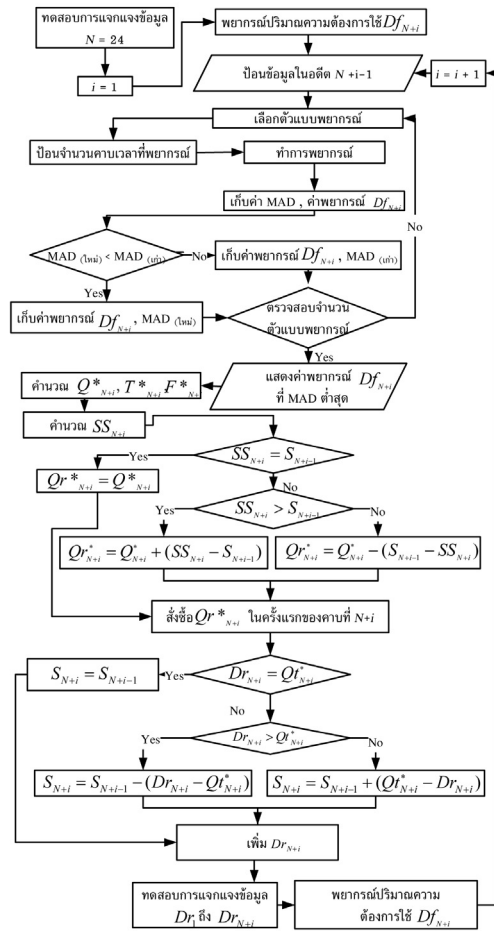 ทดสอบการแจกแจงข้อมูล
N = 24
พยากรณ์ปริมาณความต้องการใช้ Df_{N+i}
i = 1
ป้อนข้อมูลในอดีต N +i-1
i = i + 1
เลือกตัวแบบพยากรณ์
ป้อนจำนวนคาบเวลาที่พยากรณ์
ทำการพยากรณ์
เก็บค่า MAD , ค่าพยากรณ์ Df_{N+i}
No
MAD (ใหม่) < MAD (เก่า)
No
เก็บค่าพยากรณ์ Df_{N+i} , MAD (เก่า)
Yes
เก็บค่าพยากรณ์ Df_{N+i} , MAD (ใหม่)
ตรวจสอบจำนวน
ตัวแบบพยากรณ์
Yes
แสดงค่าพยากรณ์ Df_{N+i}
ที่ MAD ต่ำสุด
คำนวณ Q*_{N+i}, T*_{N+i} F*_{N+}
คำนวณ SS_{N+i}
Yes
SS_{N+i} = S_{N+i-1}
Qr*_{N+i} = Q*_{N+i}
No
Yes
SS_{N+i} > S_{N+i-1}
No
Qr^*_{N+i} = Q^*_{N+i} + (SS_{N+i} − S_{N+i-1})
Qr^*_{N+i} = Q^*_{N+i} − (S_{N+i-1} − SS_{N+i})
สั่งซื้อ Qr*_{N+i} ในครั้งแรกของคาบที่ N+i
S_{N+i} = S_{N+i-1}
Yes
Dr_{N+i} = Qt^*_{N+i}
No
Yes
Dr_{N+i} > Qt^*_{N+i}
No
S_{N+i} = S_{N+i-1} − (Dr_{N+i} − Qt^*_{N+i})
S_{N+i} = S_{N+i-1} + (Qt^*_{N+i} − Dr_{N+i})
เพิ่ม Dr_{N+i}
ทดสอบการแจกแจงข้อมูล
Dr_1 ถึง Dr_{N+i}
พยากรณ์ปริมาณความ
ต้องการใช้ Df_{N+i}